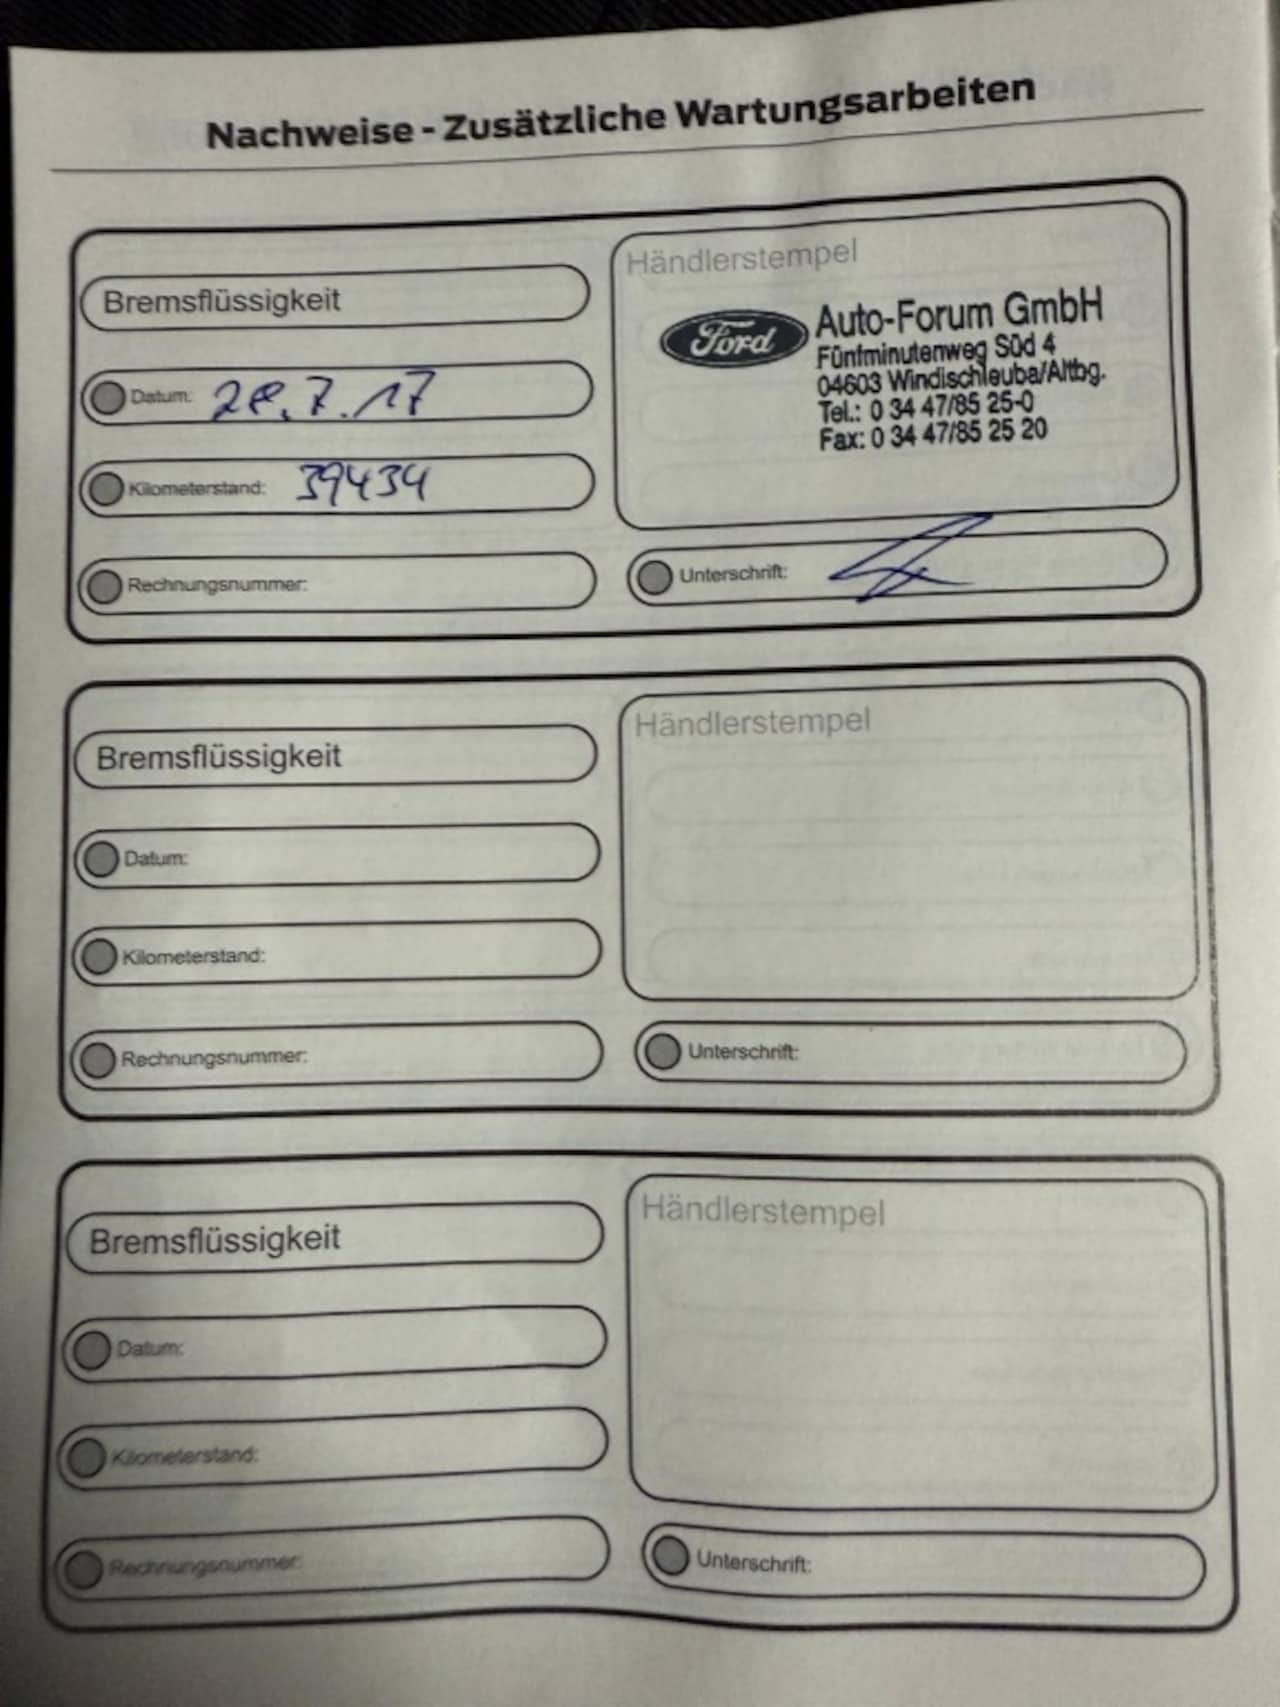 Nachweise - Zusätzliche Wartungsarbeiten
Bremsflüssigkeit
Datum: 28.7.17
Kilometerstand: 39434
Rechnungsnummer:
Händlerstempel
Ford
Auto-Forum GmbH
Fünfminutenweg Süd 4
04603 Windischleuba/Altbg.
Tel.: 0 34 47/85 25-0
Fax: 0 34 47/85 25 20
Unterschrift:
Bremsflüssigkeit
Datum:
Kilometerstand:
Rechnungsnummer:
Händlerstempel
Unterschrift:
Bremsflüssigkeit
Datum:
Kilometerstand:
Rechnungsnummer:
Händlerstempel
Unterschrift: